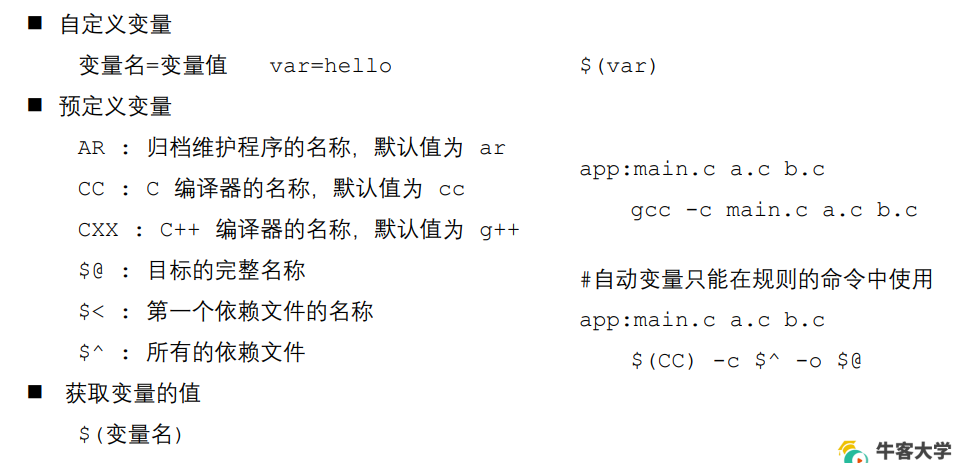 ■ 自定义变量
变量名=变量值 var=hello $(var)
■ 预定义变量
AR : 归档维护程序的名称，默认值为 ar
CC : C 编译器的名称，默认值为 cc
CXX : C++ 编译器的名称，默认值为 g++
$@ : 目标的完整名称
$< : 第一个依赖文件的名称
$^ : 所有的依赖文件
■ 获取变量的值
$(变量名)
app:main.c a.c b.c
gcc -c main.c a.c b.c
#自动变量只能在规则的命令中使用
app:main.c a.c b.c
$(CC) -c $^ -o $@
牛客大学